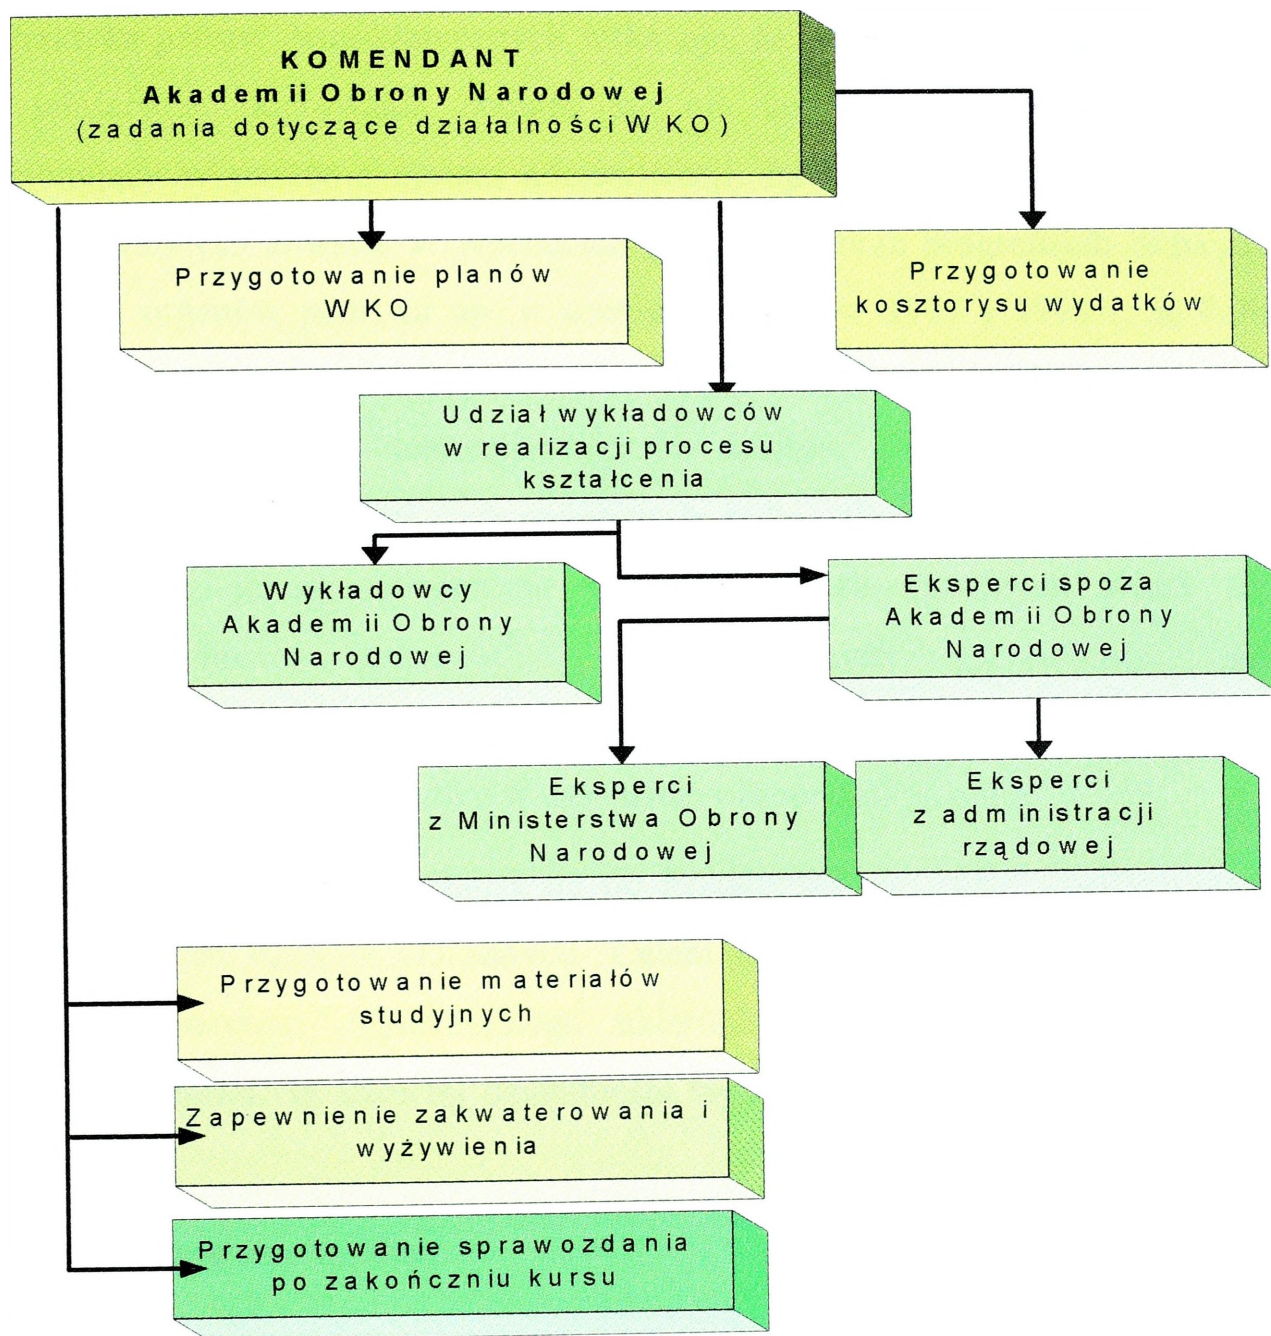 KOMENDANT
Akademii Obrony Narodowej
(zadania dotyczące działalności WKO)
Przygotowanie planów
WKO
Przygotowanie
kosztorysu wydatków
Udział wykładowców
w realizacji procesu
kształcenia
Wykładowcy
Akademii Obrony
Narodowej
Eksperci spoza
Akademii Obrony
Narodowej
Eksperci
z Ministerstwa Obrony
Narodowej
Eksperci
z administracji
rządowej
Przygotowanie materiałów
studyjnych
Zapewnienie zakwaterowania i
wyżywienia
Przygotowanie sprawozdania
po zakończniu kursu